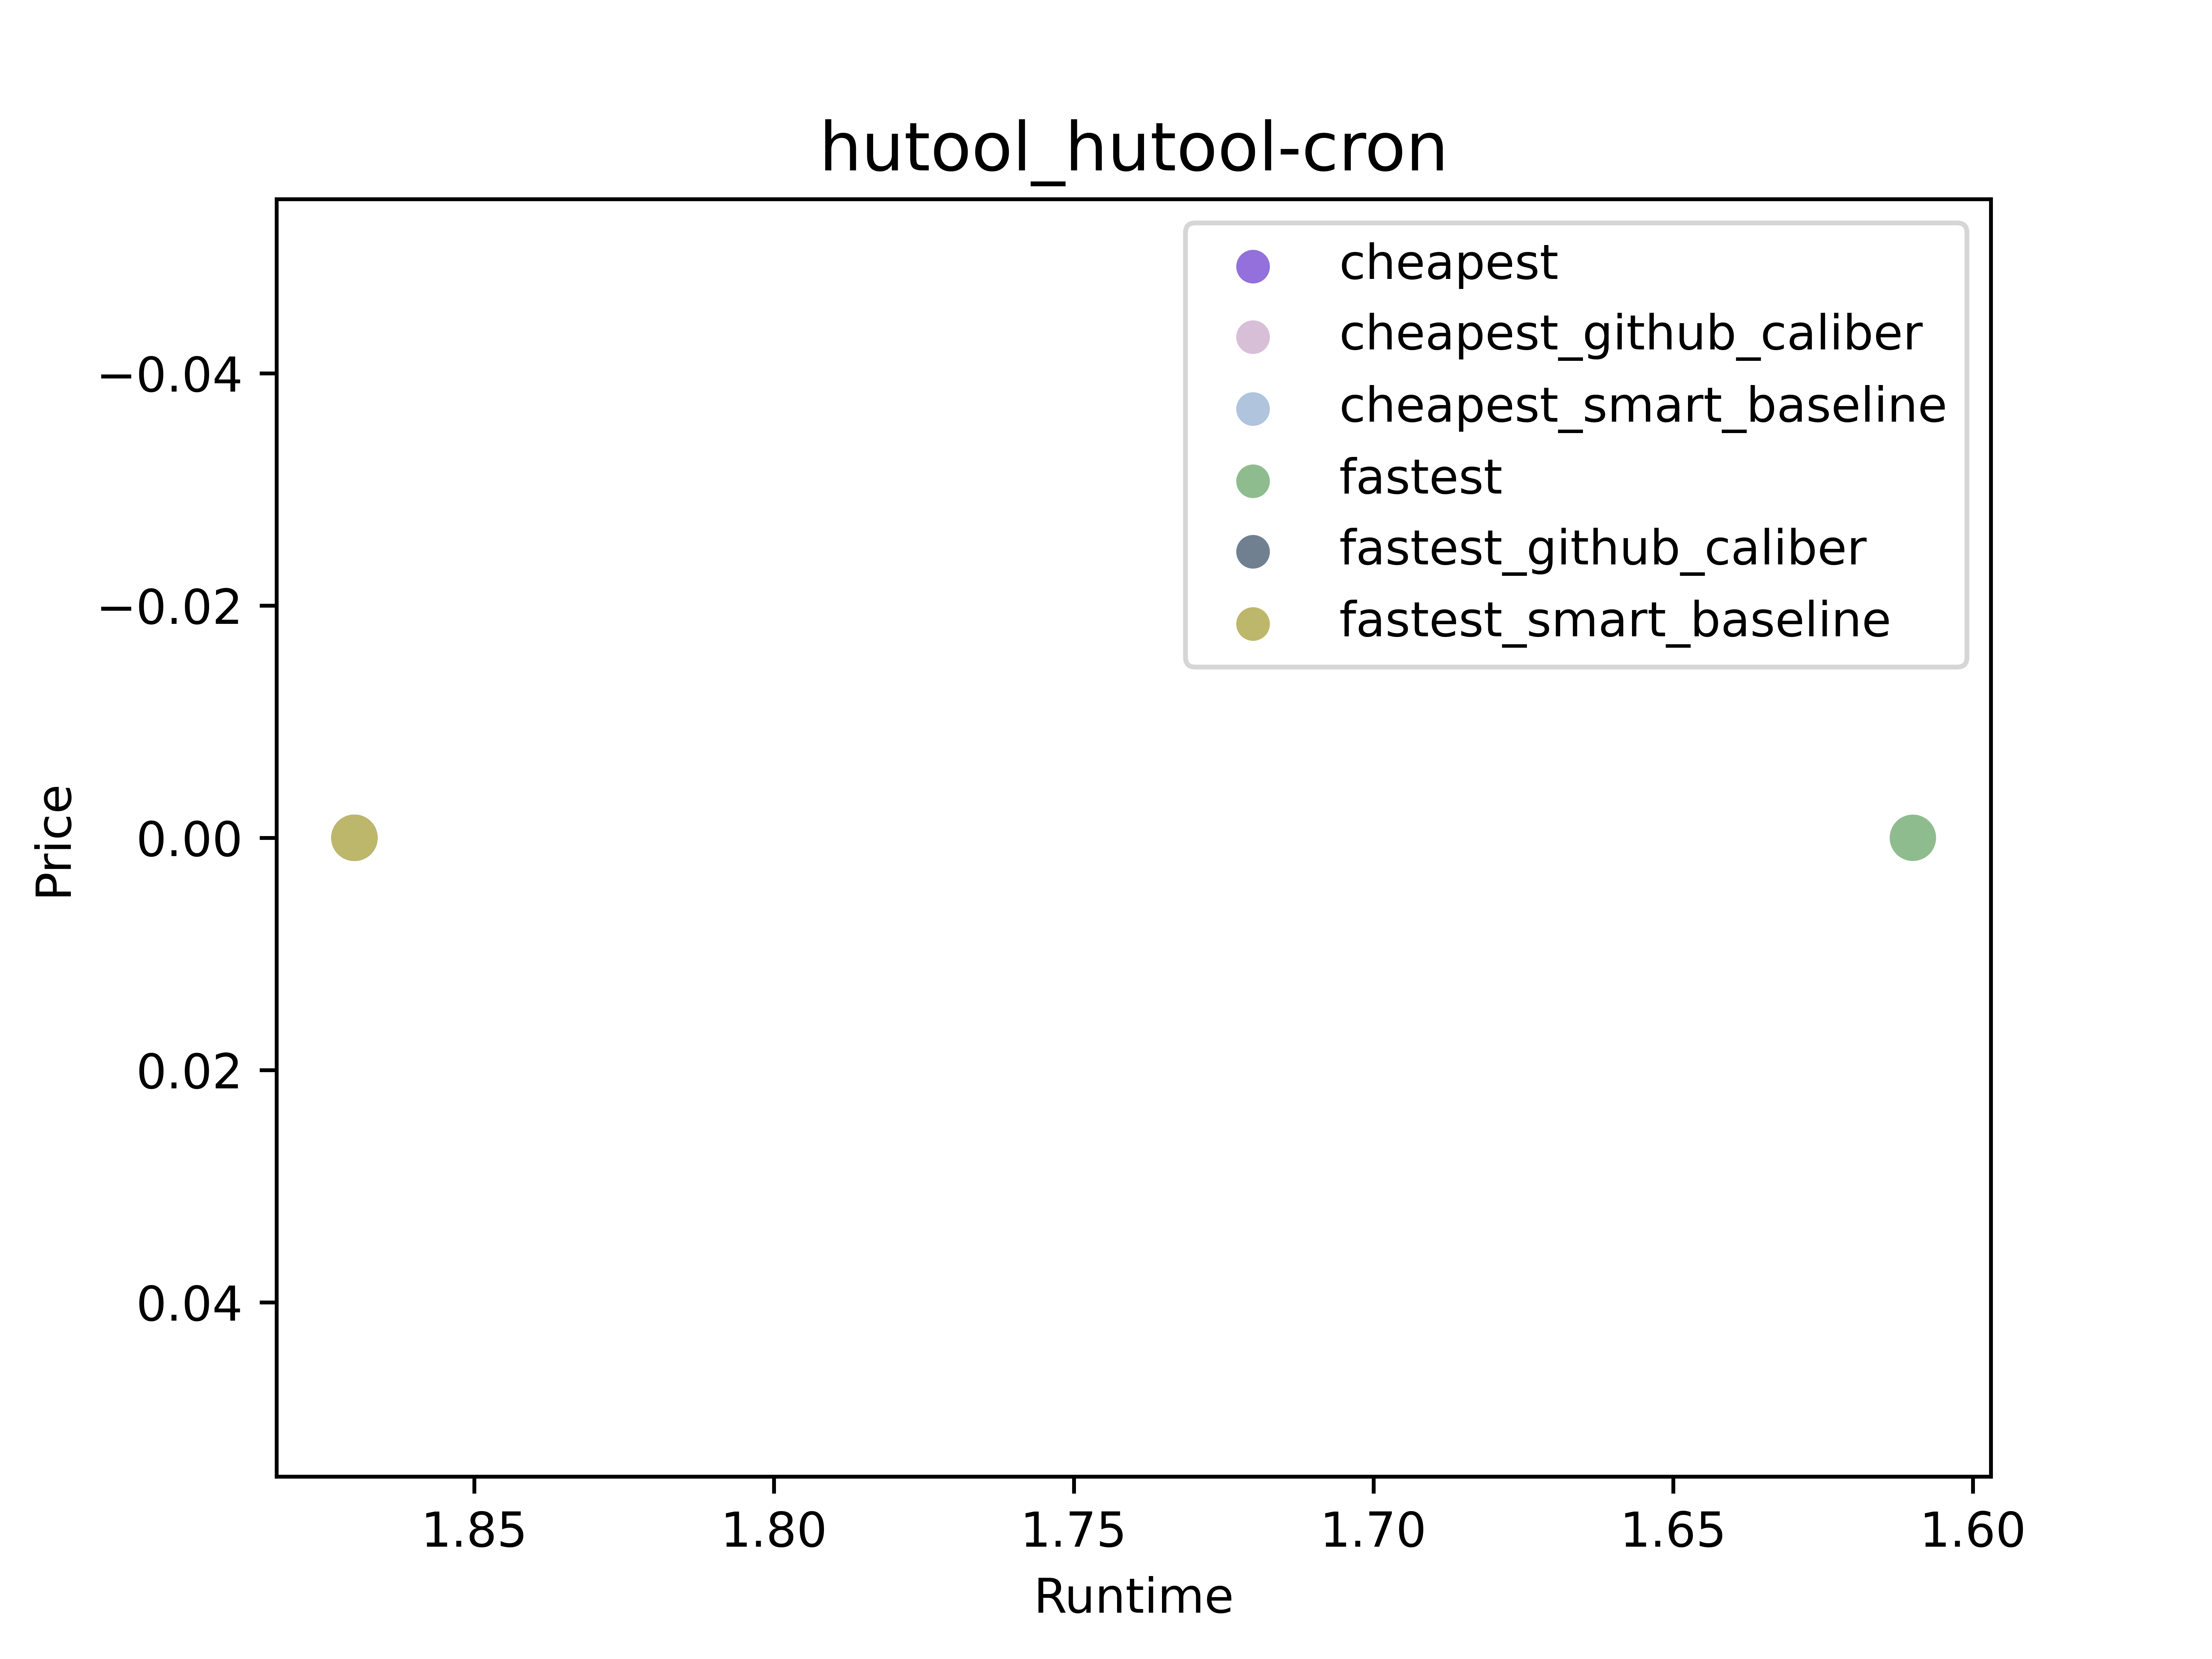 hutool_hutool-cron
cheapest
cheapest_github_caliber
cheapest_smart_baseline
fastest
fastest_github_caliber
fastest_smart_baseline
Price
−0.04
−0.02
0.00
0.02
0.04
1.85 1.80 1.75 1.70 1.65 1.60
Runtime